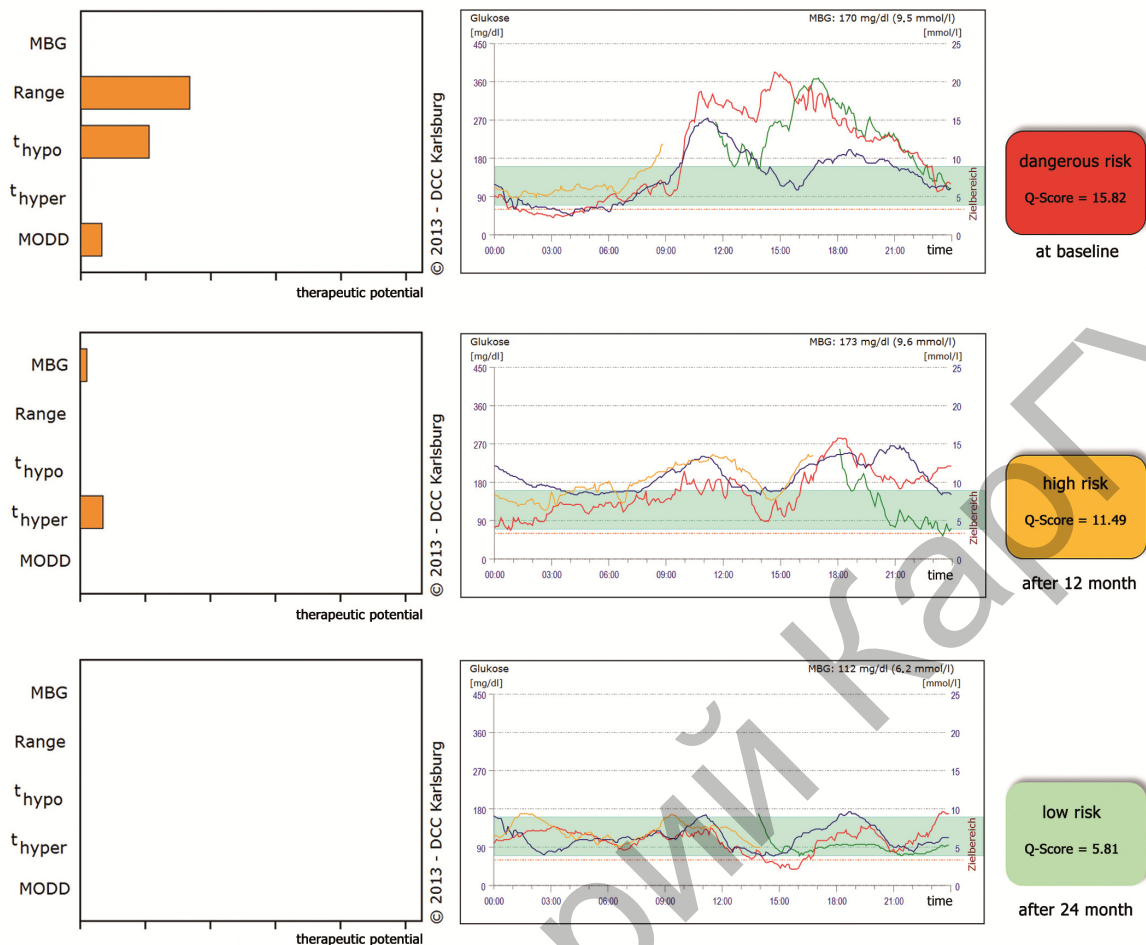 MBG
Range
t hypo
t hyper
MODD
therapeutic potential
© 2013 - DCC Karlsburg
Glukose MBG: 170 mg/dl (9,5 mmol/l)
[mg/dl] [mmol/l]
450 25
360 20
270 15
180 10
90 5
0 0
Zielbereich
00:00 03:00 06:00 09:00 12:00 15:00 18:00 21:00 time
dangerous risk
Q-Score = 15.82
at baseline
MBG
Range
t hypo
t hyper
MODD
therapeutic potential
© 2013 - DCC Karlsburg
Glukose MBG: 173 mg/dl (9,6 mmol/l)
[mg/dl] [mmol/l]
450 25
360 20
270 15
180 10
90 5
0 0
Zielbereich
00:00 03:00 06:00 09:00 12:00 15:00 18:00 21:00 time
high risk
Q-Score = 11.49
after 12 month
MBG
Range
t hypo
t hyper
MODD
therapeutic potential
© 2013 - DCC Karlsburg
Glukose MBG: 112 mg/dl (6,2 mmol/l)
[mg/dl] [mmol/l]
450 25
360 20
270 15
180 10
90 5
0 0
Zielbereich
00:00 03:00 06:00 09:00 12:00 15:00 18:00 21:00 time
low risk
Q-Score = 5.81
after 24 month